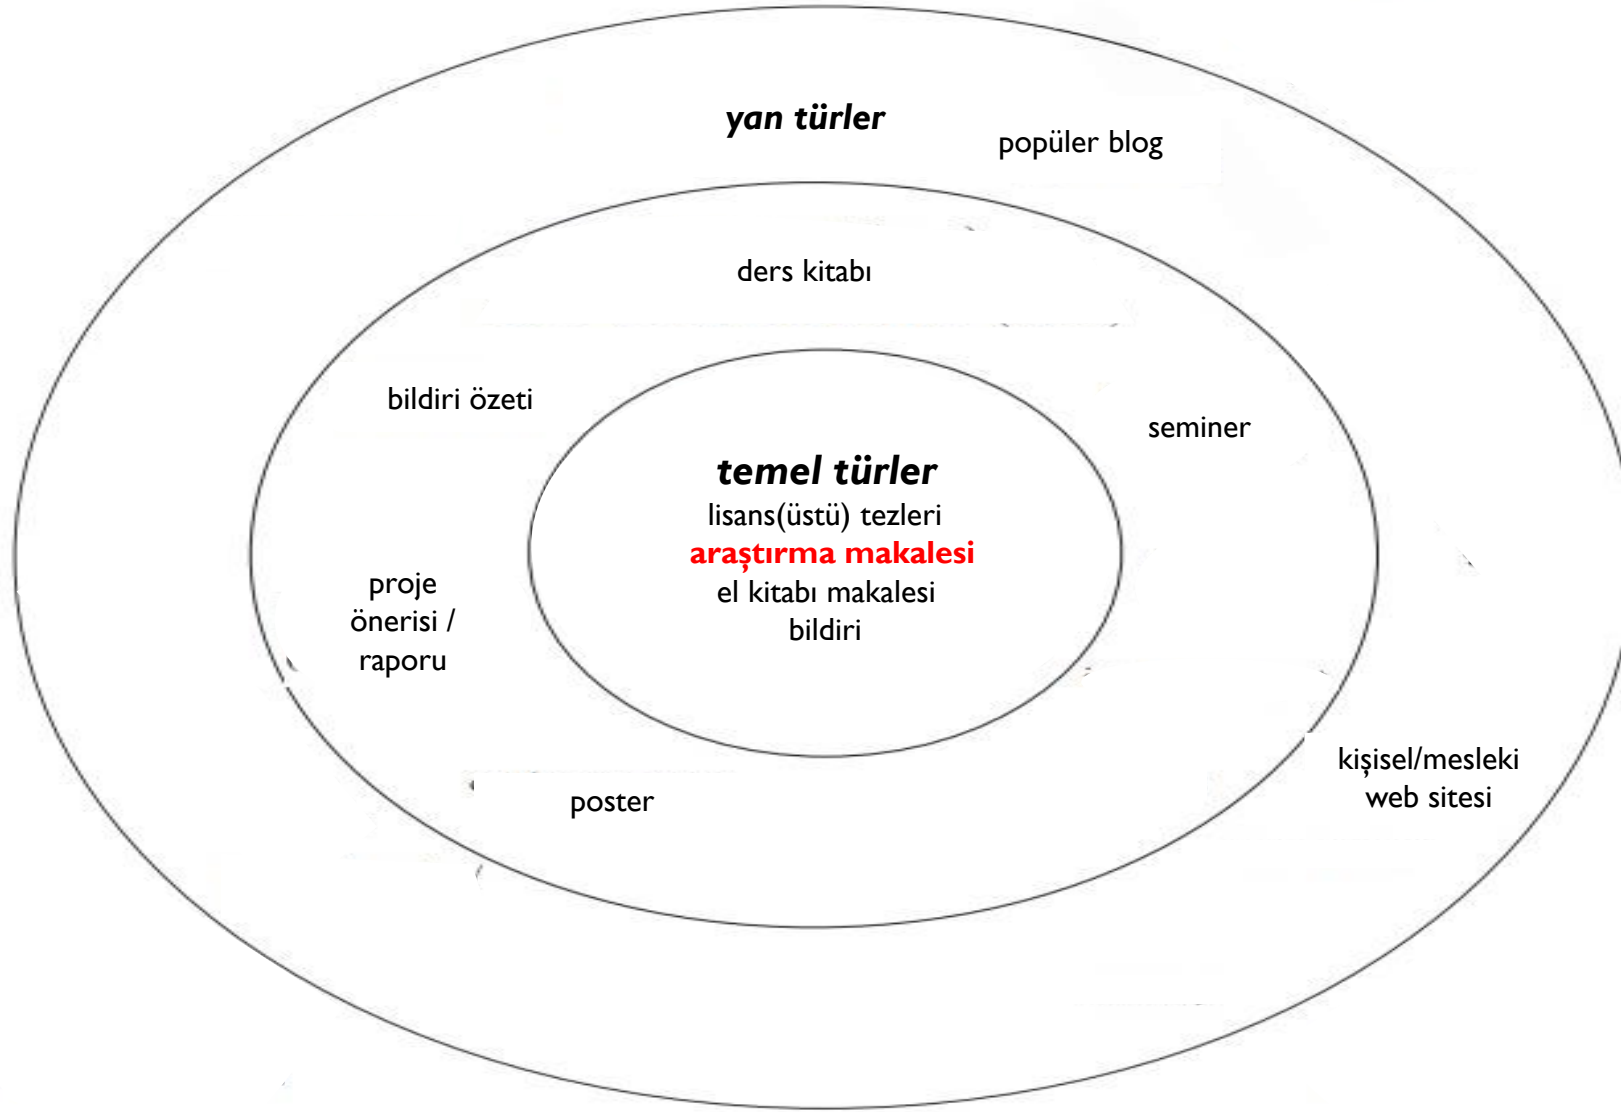 yan türler
popüler blog
ders kitabı
bildiri özeti
seminer
temel türler
lisans(üstü) tezleri
araştırma makalesi
el kitabı makalesi
bildiri
proje
önerisi /
raporu
kişisel/mesleki
web sitesi
poster